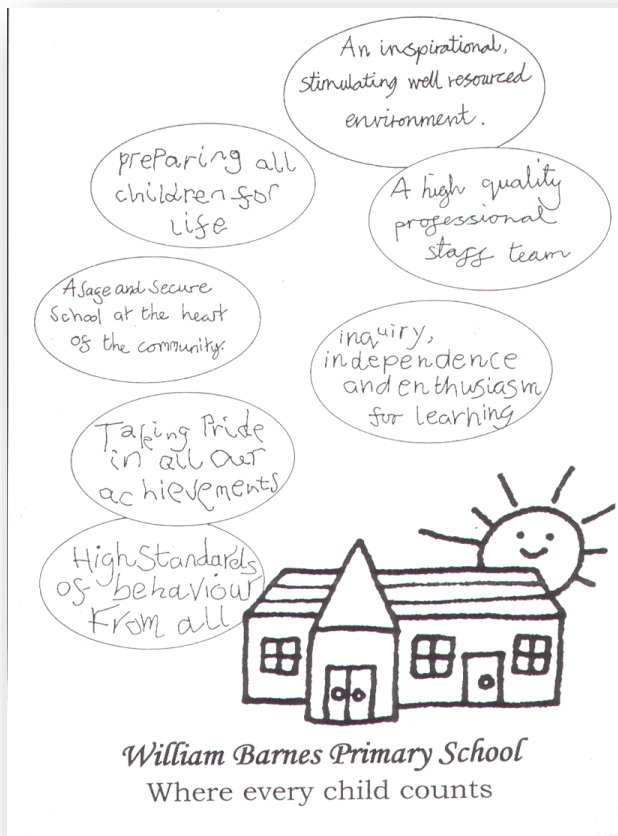 An inspirational,
stimulating well resourced
environment.
preparing all
children for
life
A high quality
professional
staff team
A safe and secure
School at the heart
of the community.
inquiry,
independence
and enthusiasm
for learning
Taking Pride
in all our
achievements
High Standards
of behaviour
From all
William Barnes Primary School
Where every child counts